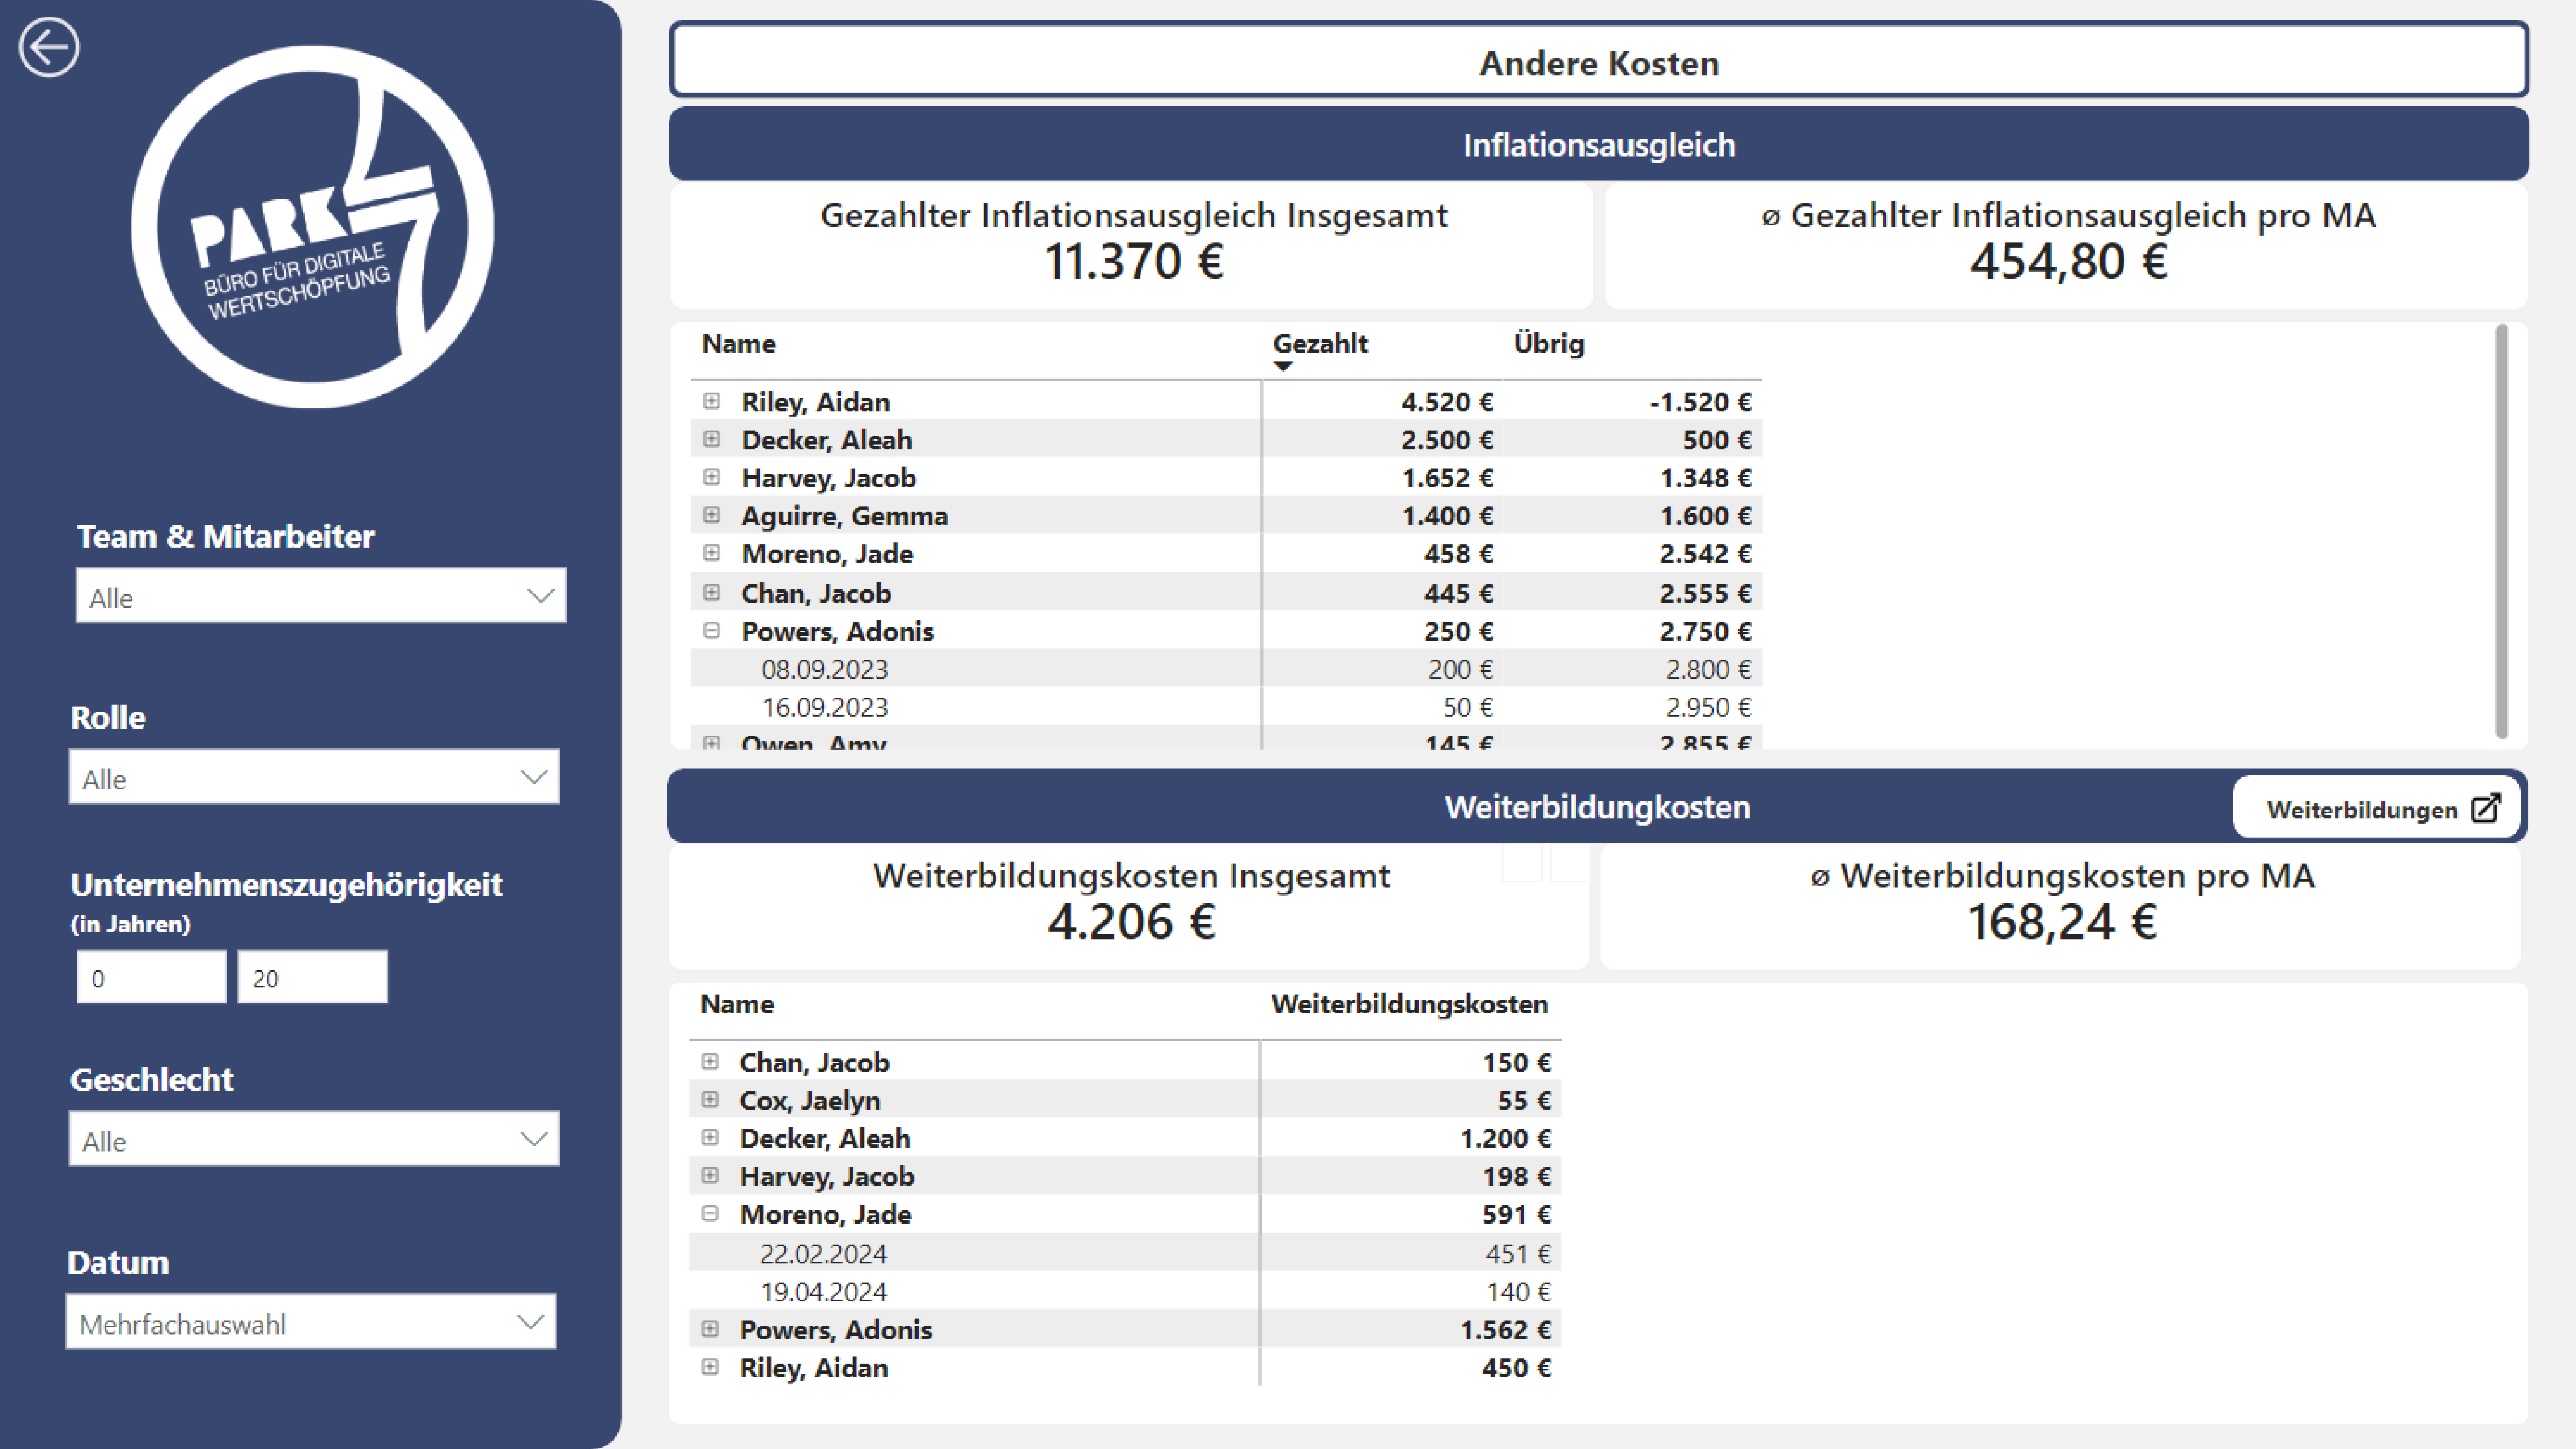 PARK
BÜRO FÜR DIGITALE
WERTSCHÖPFUNG
Team & Mitarbeiter
Alle
Rolle
Alle
Unternehmenszugehörigkeit
(in Jahren)
0 20
Geschlecht
Alle
Datum
Mehrfachauswahl
Andere Kosten
Inflationsausgleich
Gezahlter Inflationsausgleich Insgesamt
11.370 €
ø Gezahlter Inflationsausgleich pro MA
454,80 €
Name Gezahlt Übrig
Riley, Aidan 4.520 € -1.520 €
Decker, Aleah 2.500 € 500 €
Harvey, Jacob 1.652 € 1.348 €
Aguirre, Gemma 1.400 € 1.600 €
Moreno, Jade 458 € 2.542 €
Chan, Jacob 445 € 2.555 €
Powers, Adonis 250 € 2.750 €
08.09.2023 200 € 2.800 €
16.09.2023 50 € 2.950 €
Owen, Amy 145 € 2.855 €
Weiterbildungkosten
Weiterbildungen
Weiterbildungskosten Insgesamt
4.206 €
ø Weiterbildungskosten pro MA
168,24 €
Name Weiterbildungskosten
Chan, Jacob 150 €
Cox, Jaelyn 55 €
Decker, Aleah 1.200 €
Harvey, Jacob 198 €
Moreno, Jade 591 €
22.02.2024 451 €
19.04.2024 140 €
Powers, Adonis 1.562 €
Riley, Aidan 450 €